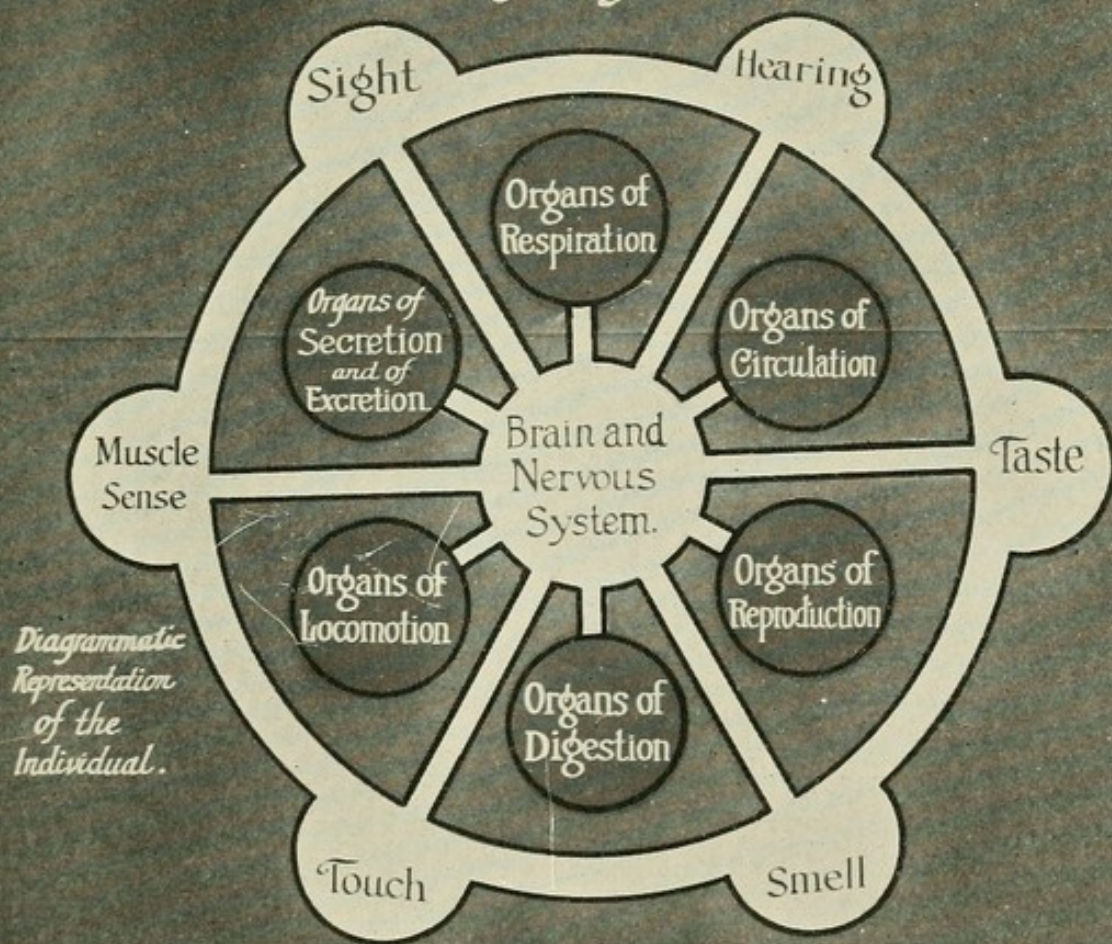 Sight
Hearing
Organs of
Respiration
Organs of
Secretion
and of
Excretion
Organs of
Circulation
Brain and
Nervous
System.
Muscle
Sense
Taste
Organs of
Locomotion
Organs of
Reproduction
Organs of
Digestion
Diagrammatic
Representation
of the
Individual.
Touch
Smell